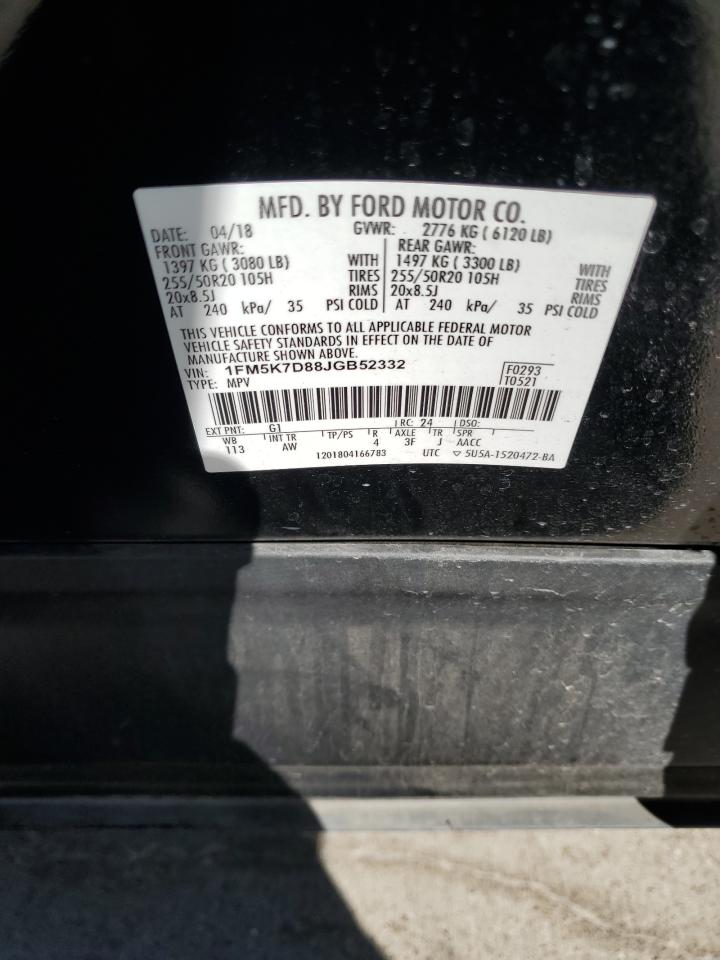 MFD. BY FORD MOTOR CO.
DATE: 04/18 GVWR: 2776 KG ( 6120 LB)
FRONT GAWR: REAR GAWR:
1397 KG ( 3080 LB) WITH 1497 KG ( 3300 LB) WITH
255/50R20 105H TIRES 255/50R20 105H TIRES
20x8.5J RIMS 20x8.5J RIMS
AT 240 kPa/ 35 PSI COLD AT 240 kPa/ 35 PSI COLD
THIS VEHICLE CONFORMS TO ALL APPLICABLE FEDERAL MOTOR
VEHICLE SAFETY STANDARDS IN EFFECT ON THE DATE OF
MANUFACTURE SHOWN ABOVE.
VIN: 1FM5K7D88JGB52332 F0293
TYPE: MPV T0521
EXT PNT: G1 RC: 24 DSO:
WB INT TR TP/PS R AXLE TR SPR
113 AW 4 3F J AACC
1201804166783 UTC ▽ 5U5A-1520472-BA